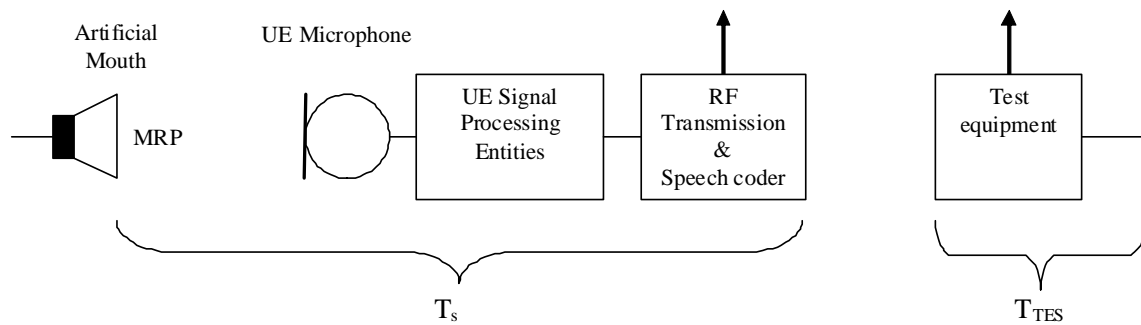 Artificial
Mouth
UE Microphone
MRP
UE Signal
Processing
Entities
RF
Transmission
&
Speech coder
Test
equipment
Ts
TTES